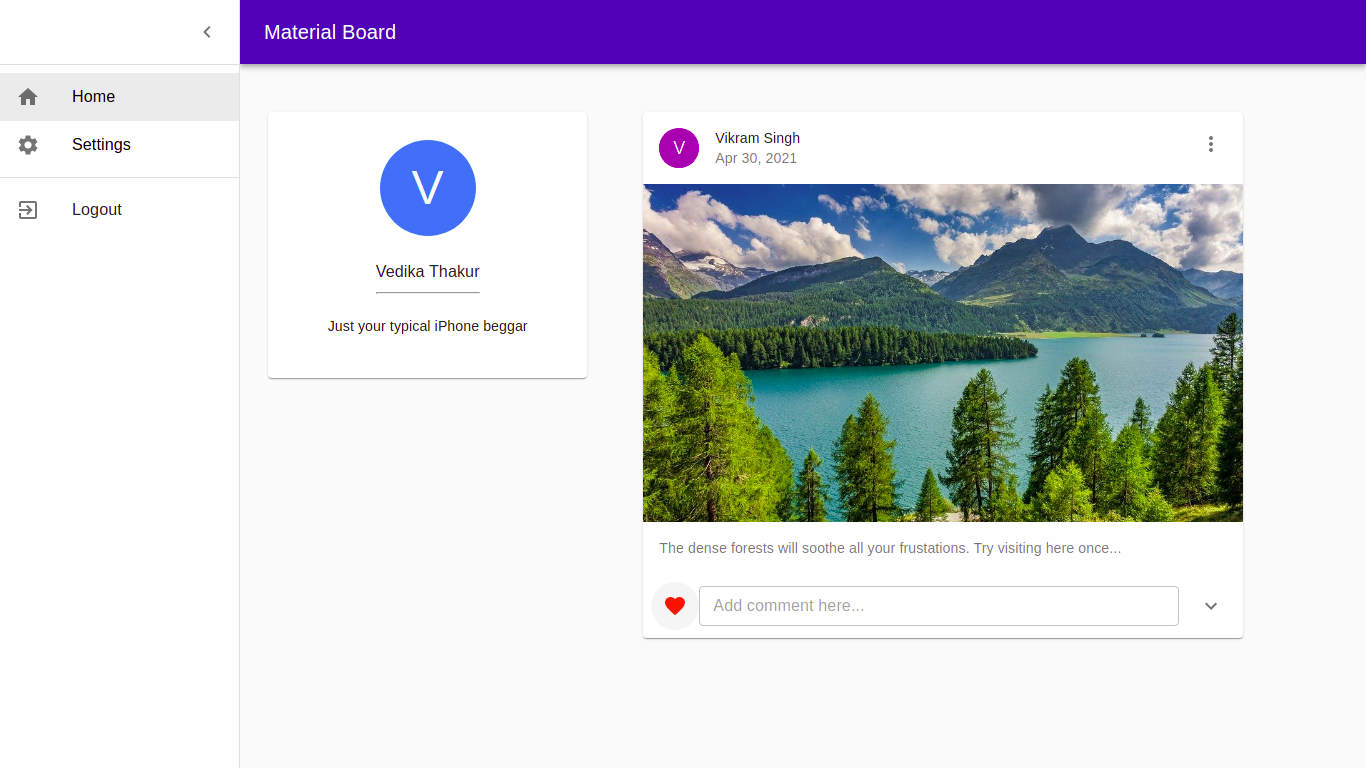 Material Board
Home
Settings
Logout
V
Vedika Thakur
Just your typical iPhone beggar
V
Vikram Singh
Apr 30, 2021
The dense forests will soothe all your frustations. Try visiting here once...
Add comment here...